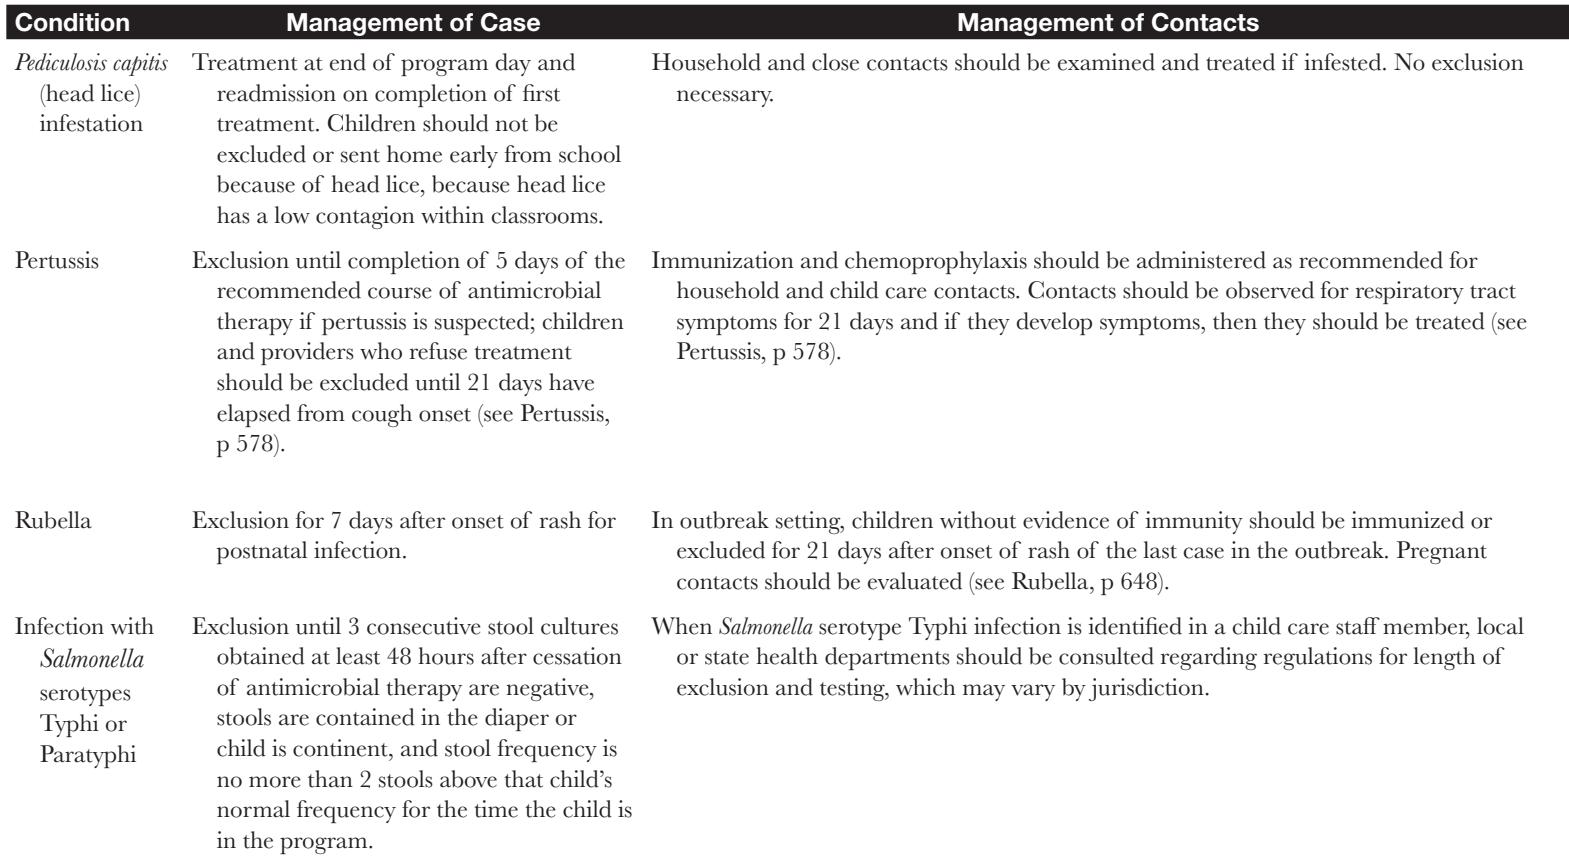 Condition Management of Case Management of Contacts
Pediculosis capitis
(head lice)
infestation
Treatment at end of program day and
readmission on completion of first
treatment. Children should not be
excluded or sent home early from school
because of head lice, because head lice
has a low contagion within classrooms.
Household and close contacts should be examined and treated if infested. No exclusion
necessary.
Pertussis
Exclusion until completion of 5 days of the
recommended course of antimicrobial
therapy if pertussis is suspected; children
and providers who refuse treatment
should be excluded until 21 days have
elapsed from cough onset (see Pertussis,
p 578).
Immunization and chemoprophylaxis should be administered as recommended for
household and child care contacts. Contacts should be observed for respiratory tract
symptoms for 21 days and if they develop symptoms, then they should be treated (see
Pertussis, p 578).
Rubella
Exclusion for 7 days after onset of rash for
postnatal infection.
In outbreak setting, children without evidence of immunity should be immunized or
excluded for 21 days after onset of rash of the last case in the outbreak. Pregnant
contacts should be evaluated (see Rubella, p 648).
Infection with
Salmonella
serotypes
Typhi or
Paratyphi
Exclusion until 3 consecutive stool cultures
obtained at least 48 hours after cessation
of antimicrobial therapy are negative,
stools are contained in the diaper or
child is continent, and stool frequency is
no more than 2 stools above that child’s
normal frequency for the time the child is
in the program.
When Salmonella serotype Typhi infection is identified in a child care staff member, local
or state health departments should be consulted regarding regulations for length of
exclusion and testing, which may vary by jurisdiction.